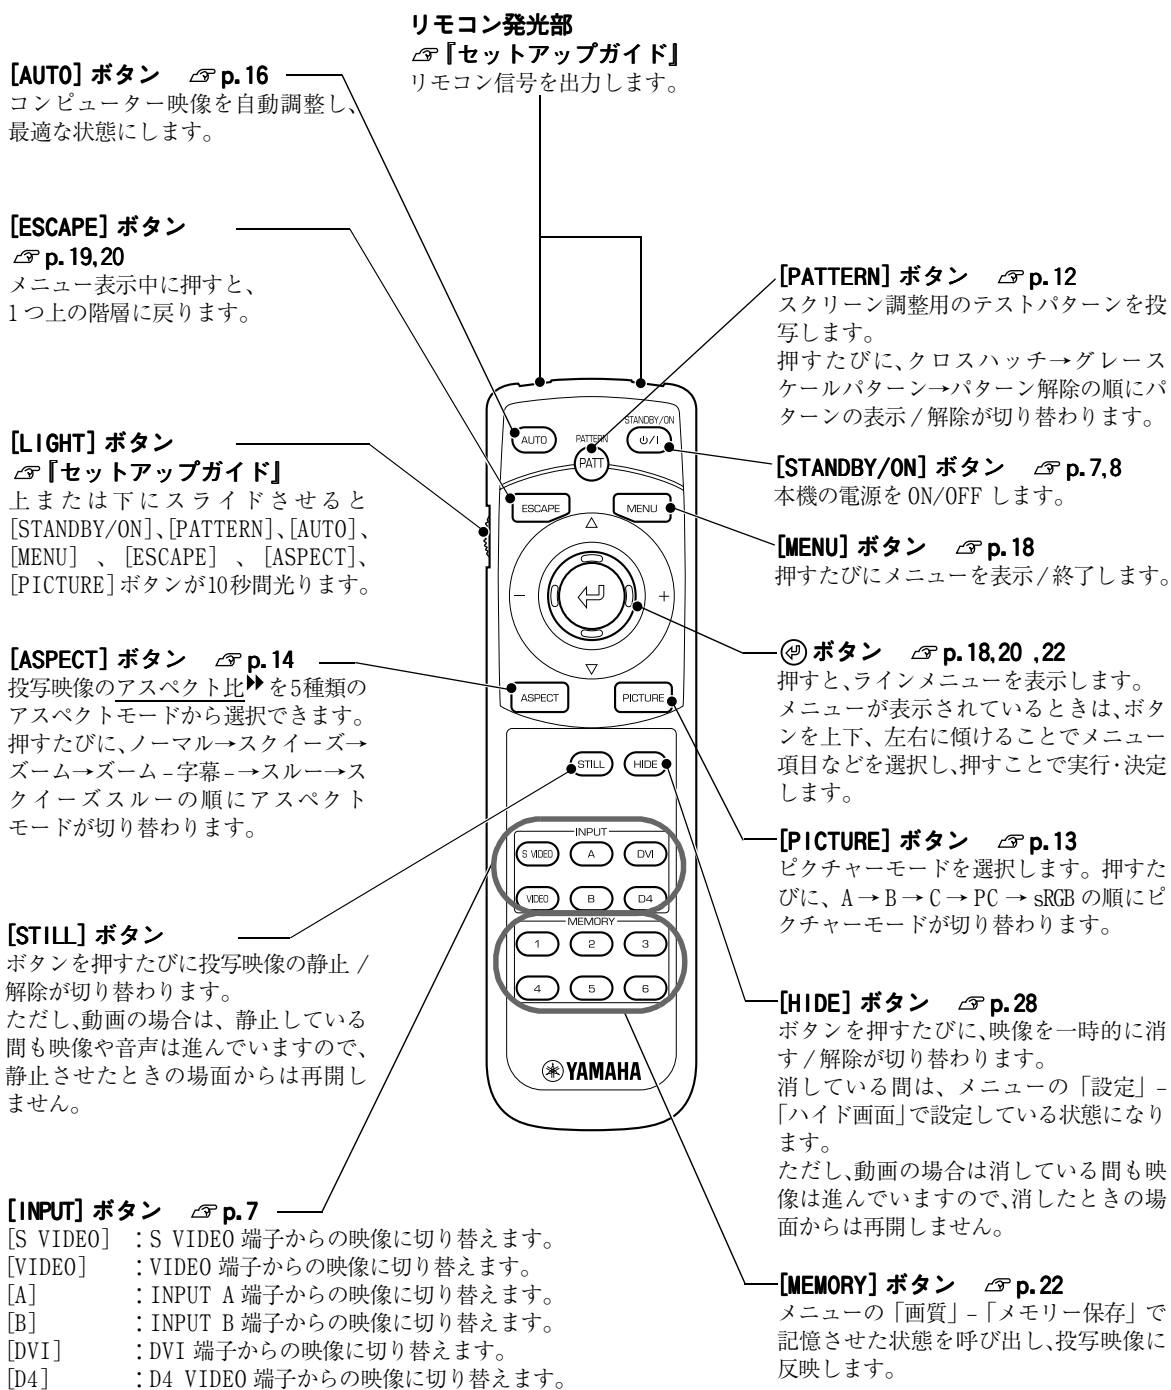 リモコン発光部
☞『セットアップガイド』
リモコン信号を出力します。
[AUTO] ボタン ☞ p.16
コンピューター映像を自動調整し、
最適な状態にします。
[ESCAPE] ボタン
☞ p.19,20
メニュー表示中に押すと、
1つ上の階層に戻ります。
[LIGHT] ボタン
☞『セットアップガイド』
上または下にスライドさせると
[STANDBY/ON]、[PATTERN]、[AUTO]、
[MENU] 、[ESCAPE] 、[ASPECT]、
[PICTURE]ボタンが10秒間光ります。
[ASPECT] ボタン ☞ p.14
投写映像のアスペクト比 を5種類の
アスペクトモードから選択できます。
押すたびに、ノーマル→スクイーズ→
ズーム→ズーム−字幕−→スルー→ス
クイーズスルーの順にアスペクト
モードが切り替わります。
[STILL] ボタン
ボタンを押すたびに投写映像の静止 /
解除が切り替わります。
ただし、動画の場合は、静止している
間も映像や音声は進んでいますので、
静止させたときの場面からは再開し
ません。
[INPUT] ボタン ☞ p.7
[S VIDEO] ：S VIDEO 端子からの映像に切り替えます。
[VIDEO] ：VIDEO 端子からの映像に切り替えます。
[A] ：INPUT A 端子からの映像に切り替えます。
[B] ：INPUT B 端子からの映像に切り替えます。
[DVI] ：DVI 端子からの映像に切り替えます。
[D4] ：D4 VIDEO 端子からの映像に切り替えます。
STANDBY/ON
AUTO
PATTERN
PATT
⏻/I
ESCAPE
MENU
−
+
ASPECT
PICTURE
STILL
HIDE
INPUT
S VIDEO
A
DVI
VIDEO
B
D4
MEMORY
1
2
3
4
5
6
YAMAHA
[PATTERN] ボタン ☞ p.12
スクリーン調整用のテストパターンを投
写します。
押すたびに、クロスハッチ→グレース
ケールパターン→パターン解除の順にパ
ターンの表示 / 解除が切り替わります。
[STANDBY/ON] ボタン ☞ p.7,8
本機の電源を ON/OFF します。
[MENU] ボタン ☞ p.18
押すたびにメニューを表示 / 終了します。
ボタン ☞ p.18,20 ,22
押すと、ラインメニューを表示します。
メニューが表示されているときは、ボタ
ンを上下、左右に傾けることでメニュー
項目などを選択し、押すことで実行・決定
します。
[PICTURE] ボタン ☞ p.13
ピクチャーモードを選択します。押すた
びに、A → B → C → PC → sRGB の順にピ
クチャーモードが切り替わります。
[HIDE] ボタン ☞ p.28
ボタンを押すたびに、映像を一時的に消
す / 解除が切り替わります。
消している間は、メニューの「設定」−
「ハイド画面」で設定している状態になり
ます。
ただし、動画の場合は消している間も映
像は進んでいますので、消したときの場
面からは再開しません。
[MEMORY] ボタン ☞ p.22
メニューの「画質」−「メモリー保存」で
記憶させた状態を呼び出し、投写映像に
反映します。